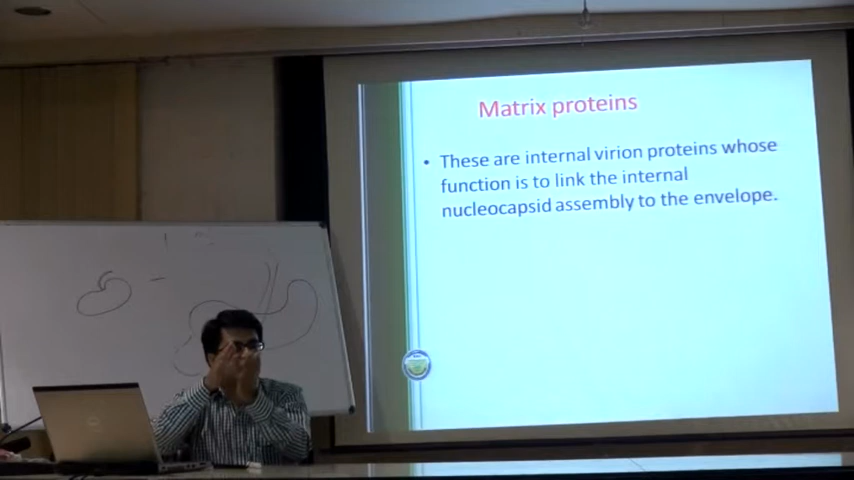 Matrix proteins
• These are internal virion proteins whose
function is to link the internal
nucleocapsid assembly to the envelope.